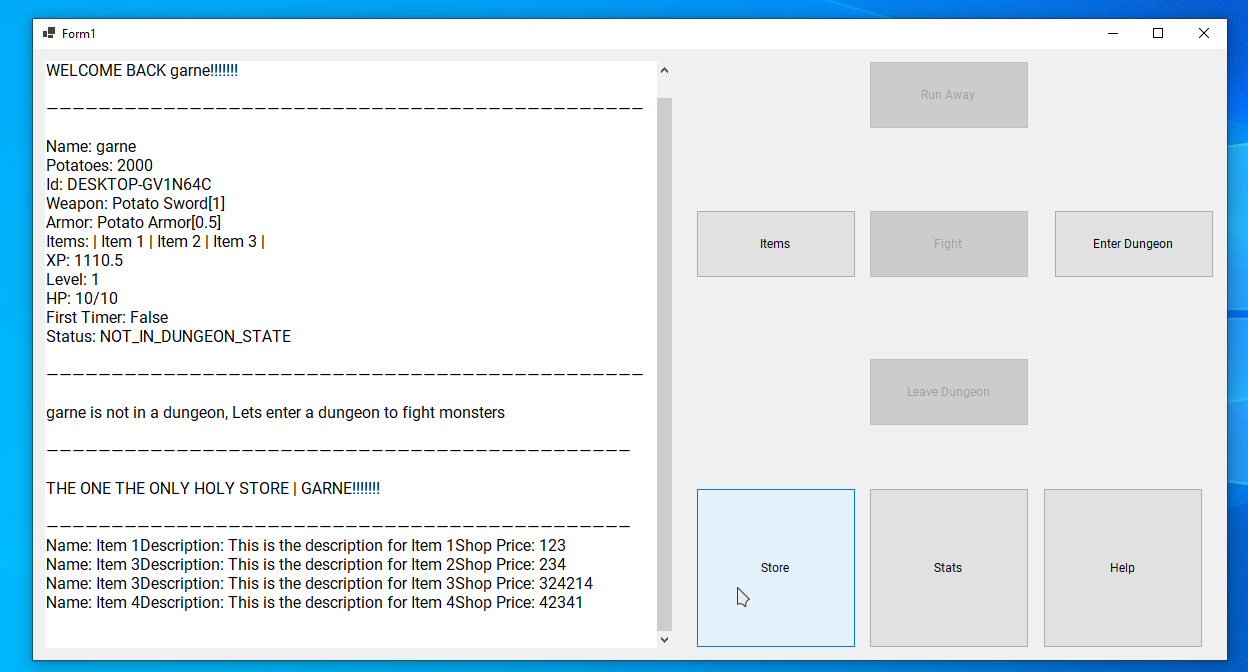 Form1
WELCOME BACK garne!!!!!!!
______________________________________________
Name: garne
Potatoes: 2000
Id: DESKTOP-GV1N64C
Weapon: Potato Sword[1]
Armor: Potato Armor[0.5]
Items: | Item 1 | Item 2 | Item 3 |
XP: 1110.5
Level: 1
HP: 10/10
First Timer: False
Status: NOT_IN_DUNGEON_STATE
______________________________________________
garne is not in a dungeon, Lets enter a dungeon to fight monsters
_____________________________________________
THE ONE THE ONLY HOLY STORE | GARNE!!!!!!!
_____________________________________________
Name: Item 1Description: This is the description for Item 1Shop Price: 123
Name: Item 3Description: This is the description for Item 2Shop Price: 234
Name: Item 3Description: This is the description for Item 3Shop Price: 324214
Name: Item 4Description: This is the description for Item 4Shop Price: 42341
Run Away
Items
Fight
Enter Dungeon
Leave Dungeon
Store
Stats
Help